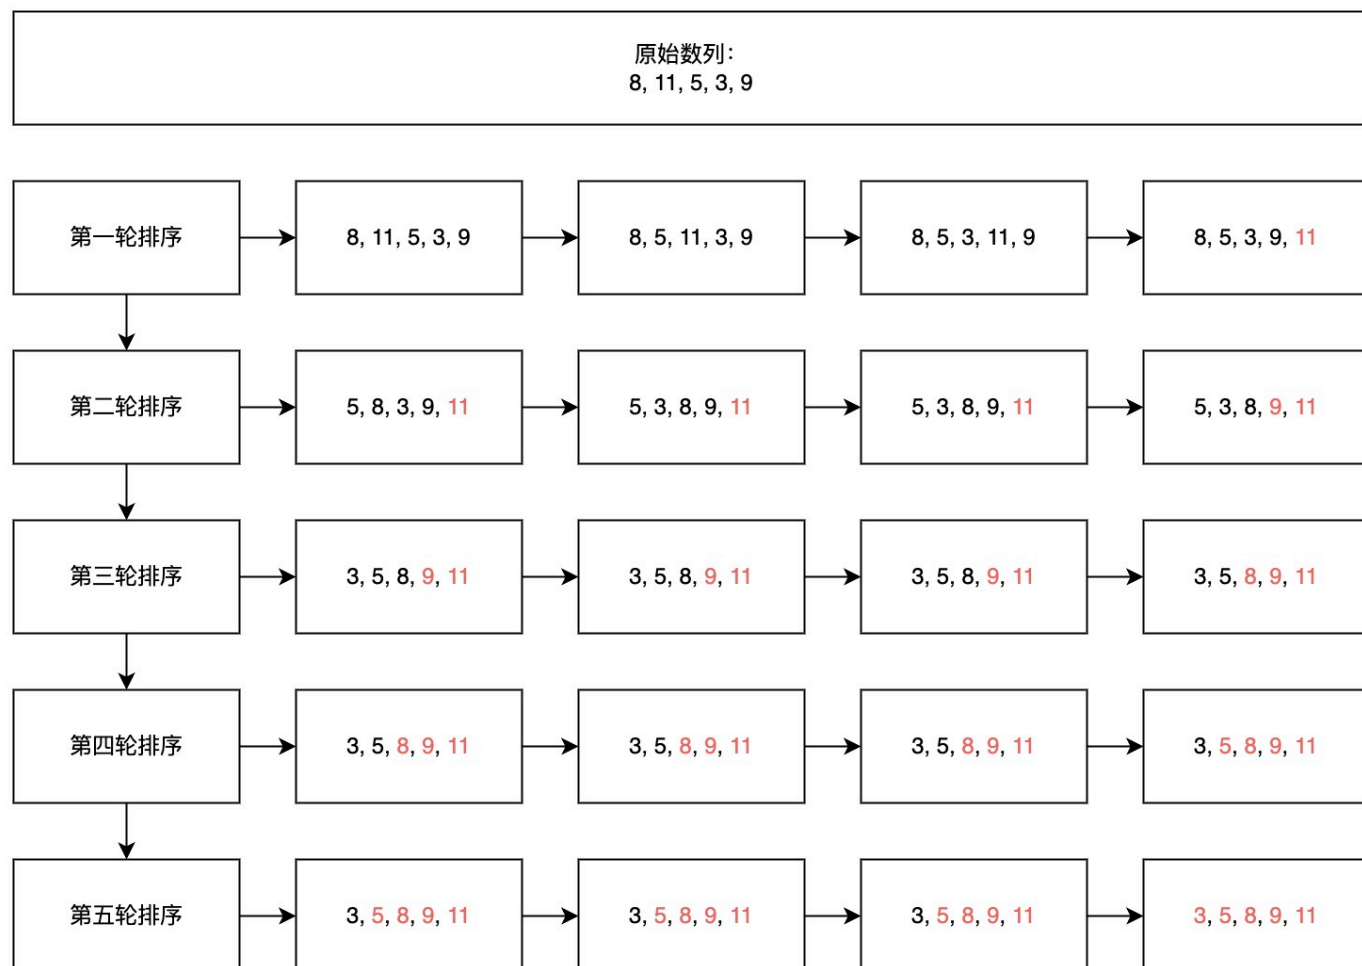 原始数列：
8, 11, 5, 3, 9
第一轮排序
8, 11, 5, 3, 9
8, 5, 11, 3, 9
8, 5, 3, 11, 9
8, 5, 3, 9, 11
第二轮排序
5, 8, 3, 9, 11
5, 3, 8, 9, 11
5, 3, 8, 9, 11
5, 3, 8, 9, 11
第三轮排序
3, 5, 8, 9, 11
3, 5, 8, 9, 11
3, 5, 8, 9, 11
3, 5, 8, 9, 11
第四轮排序
3, 5, 8, 9, 11
3, 5, 8, 9, 11
3, 5, 8, 9, 11
3, 5, 8, 9, 11
第五轮排序
3, 5, 8, 9, 11
3, 5, 8, 9, 11
3, 5, 8, 9, 11
3, 5, 8, 9, 11